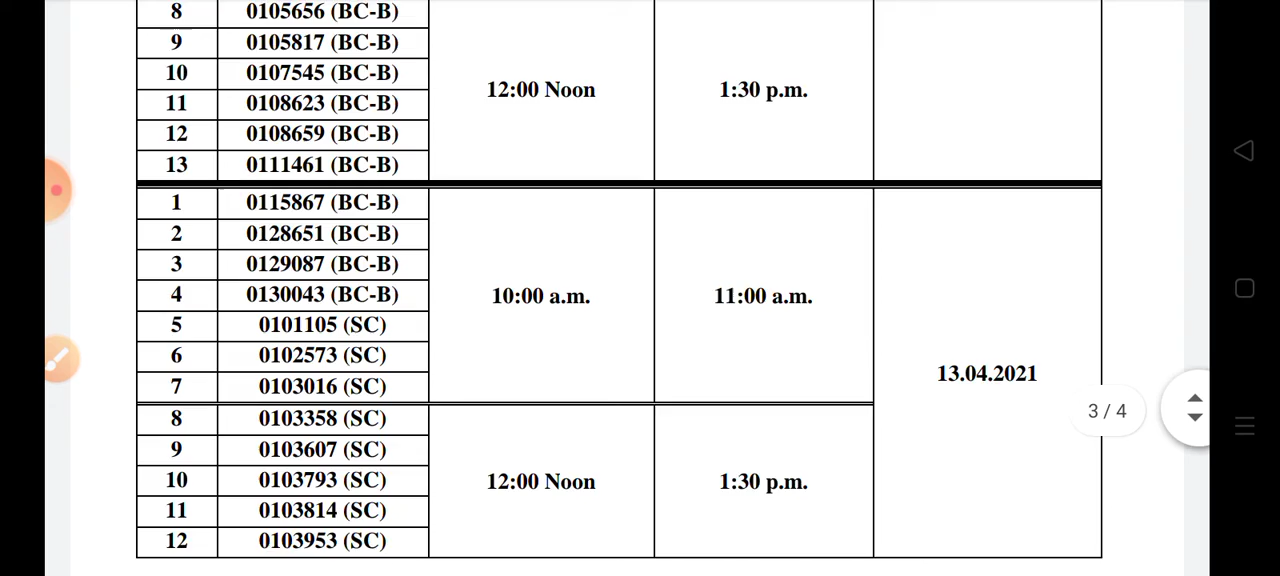 8 0105656 (BC-B)
9 0105817 (BC-B)
10 0107545 (BC-B)
12:00 Noon 1:30 p.m.
11 0108623 (BC-B)
12 0108659 (BC-B)
13 0111461 (BC-B)
1 0115867 (BC-B)
2 0128651 (BC-B)
3 0129087 (BC-B)
4 0130043 (BC-B)
10:00 a.m. 11:00 a.m.
5 0101105 (SC)
6 0102573 (SC)
7 0103016 (SC)
13.04.2021
3 / 4
8 0103358 (SC)
9 0103607 (SC)
10 0103793 (SC)
12:00 Noon 1:30 p.m.
11 0103814 (SC)
12 0103953 (SC)